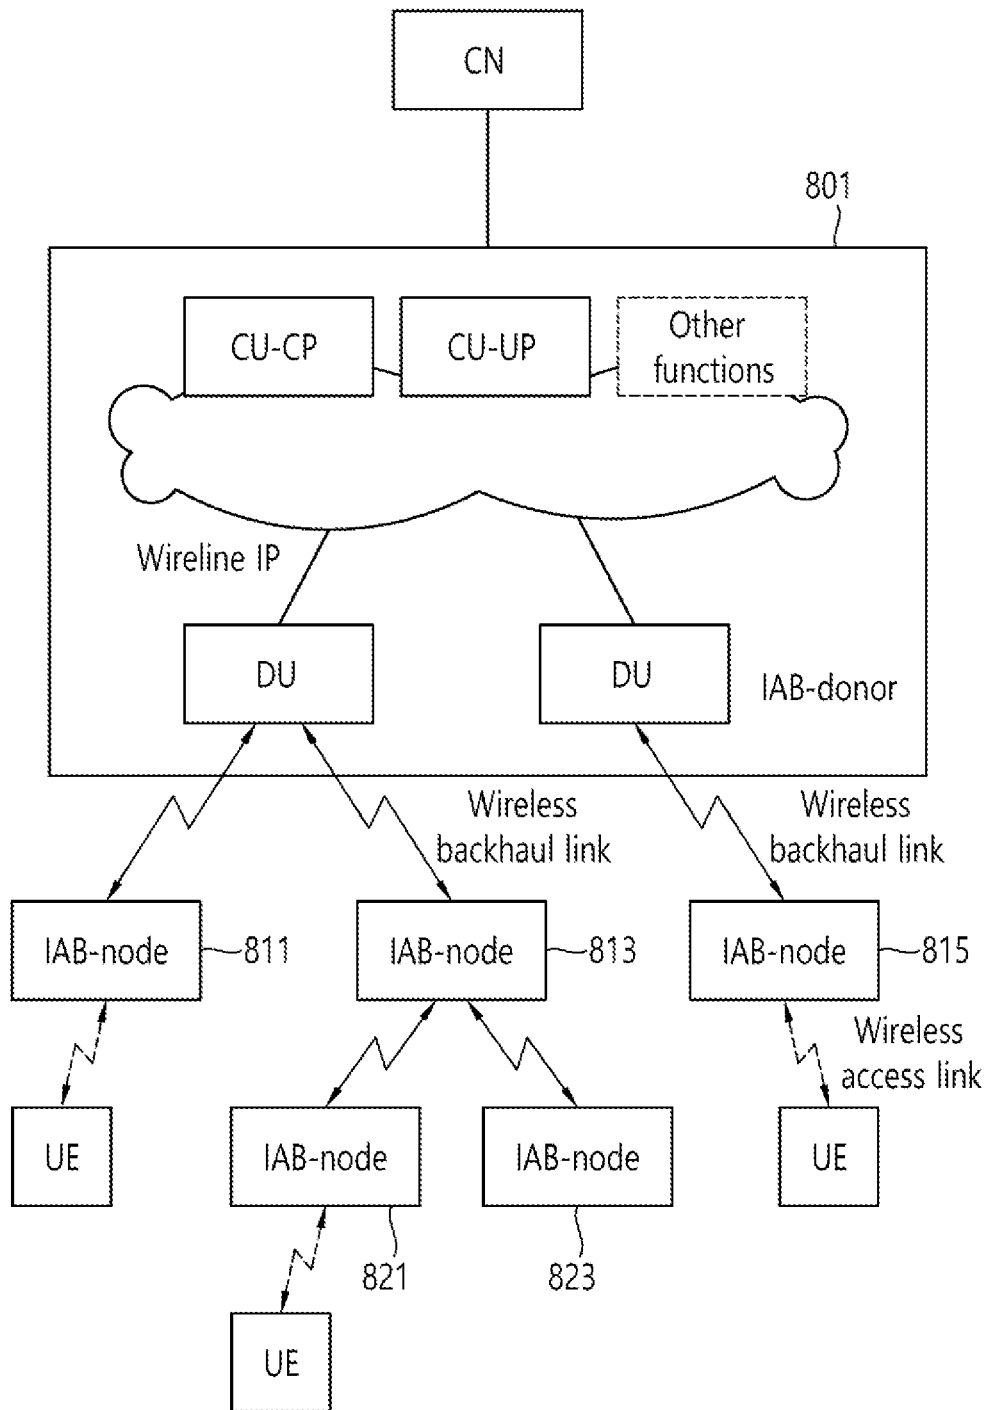 CN
801
CU-CP
CU-UP
Other
functions
Wireline IP
DU
DU
IAB-donor
Wireless
backhaul link
Wireless
backhaul link
IAB-node
811
IAB-node
813
IAB-node
815
Wireless
access link
UE
IAB-node
IAB-node
UE
821
823
UE